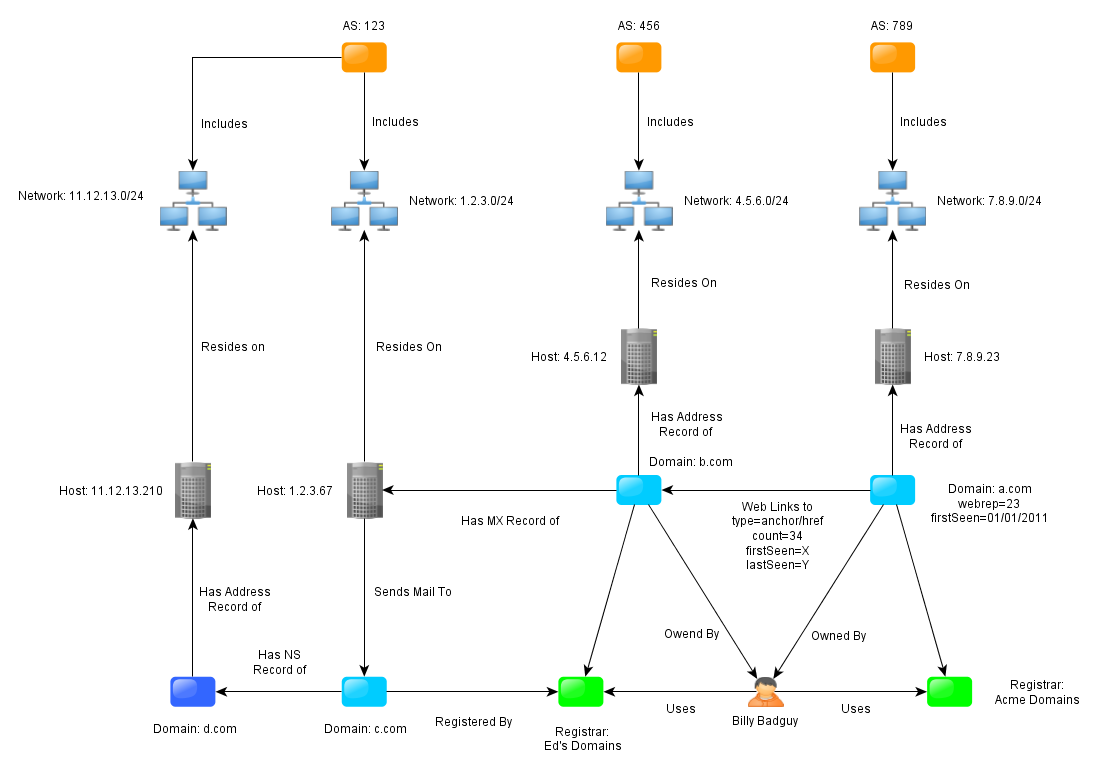 AS: 123
AS: 456
AS: 789
Includes
Includes
Includes
Includes
Network: 11.12.13.0/24
Network: 1.2.3.0/24
Network: 4.5.6.0/24
Network: 7.8.9.0/24
Resides On
Resides On
Resides on
Resides On
Host: 4.5.6.12
Host: 7.8.9.23
Has Address
Record of
Has Address
Record of
Domain: b.com
Host: 11.12.13.210
Host: 1.2.3.67
Domain: a.com
webrep=23
firstSeen=01/01/2011
Has MX Record of
Web Links to
type=anchor/href
count=34
firstSeen=X
lastSeen=Y
Has Address
Record of
Sends Mail To
Owend By
Owned By
Has NS
Record of
Registrar:
Acme Domains
Domain: d.com
Domain: c.com
Registered By
Uses
Billy Badguy
Uses
Registrar:
Ed's Domains